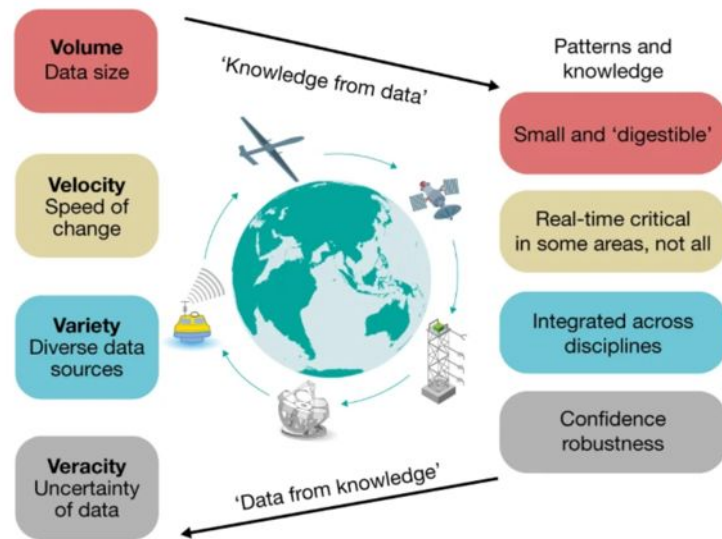 Volume
Data size
Velocity
Speed of
change
Variety
Diverse data
sources
Veracity
Uncertainty
of data
‘Knowledge from data’
‘Data from knowledge’
Patterns and
knowledge
Small and ‘digestible’
Real-time critical
in some areas, not all
Integrated across
disciplines
Confidence
robustness